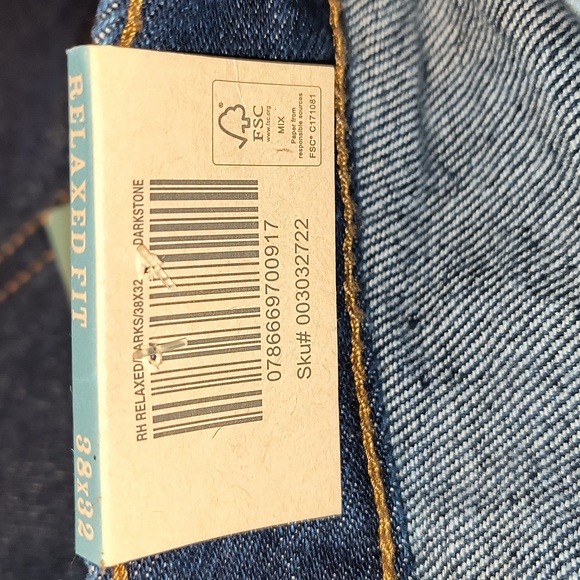 RELAXED FIT 38x32
FSC
www.fsc.org
MIX
Paper from
responsible sources
FSC® C171081
RH RELAXED/DARKS/38X32 DARKSTONE
0786669700917
Sku# 003032722